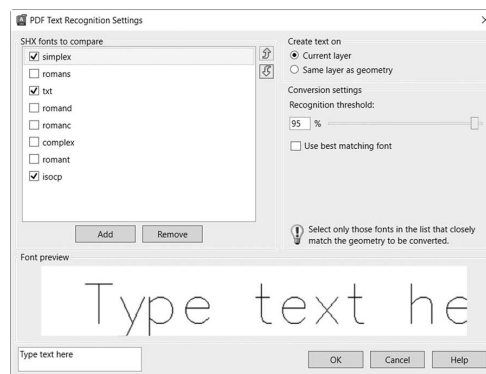 PDF Text Recognition Settings
SHX fonts to compare
simplex
romans
txt
romand
romanc
complex
romant
isocp
Add
Remove
Create text on
Current layer
Same layer as geometry
Conversion settings
Recognition threshold:
95 %
Use best matching font
Select only those fonts in the list that closely
match the geometry to be converted.
Font preview
Type text he
Type text here
OK
Cancel
Help